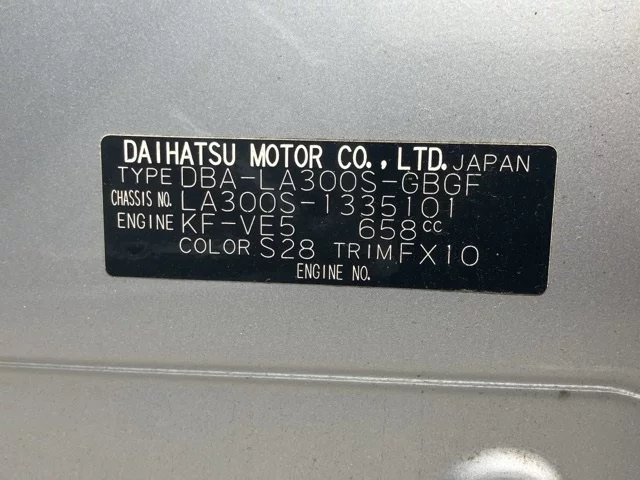 DAIHATSU MOTOR CO., LTD. JAPAN
TYPE DBA-LA300S-GBGF
CHASSIS NO. LA300S-1335101
ENGINE KF-VE5 658cc
COLOR S28 TRIM FX10
ENGINE NO.